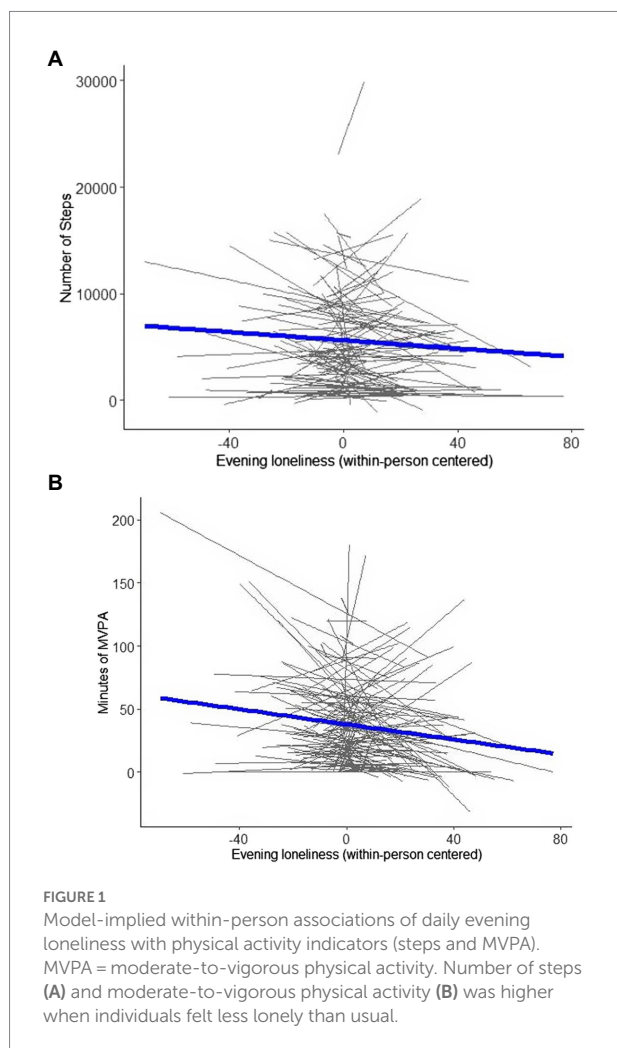 A
30000
20000
10000
0
Number of Steps
-40
0
40
80
Evening loneliness (within-person centered)
B
200
150
100
50
0
Minutes of MVPA
-40
0
40
80
Evening loneliness (within-person centered)
FIGURE 1
Model-implied within-person associations of daily evening
loneliness with physical activity indicators (steps and MVPA).
MVPA = moderate-to-vigorous physical activity. Number of steps
(A) and moderate-to-vigorous physical activity (B) was higher
when individuals felt less lonely than usual.